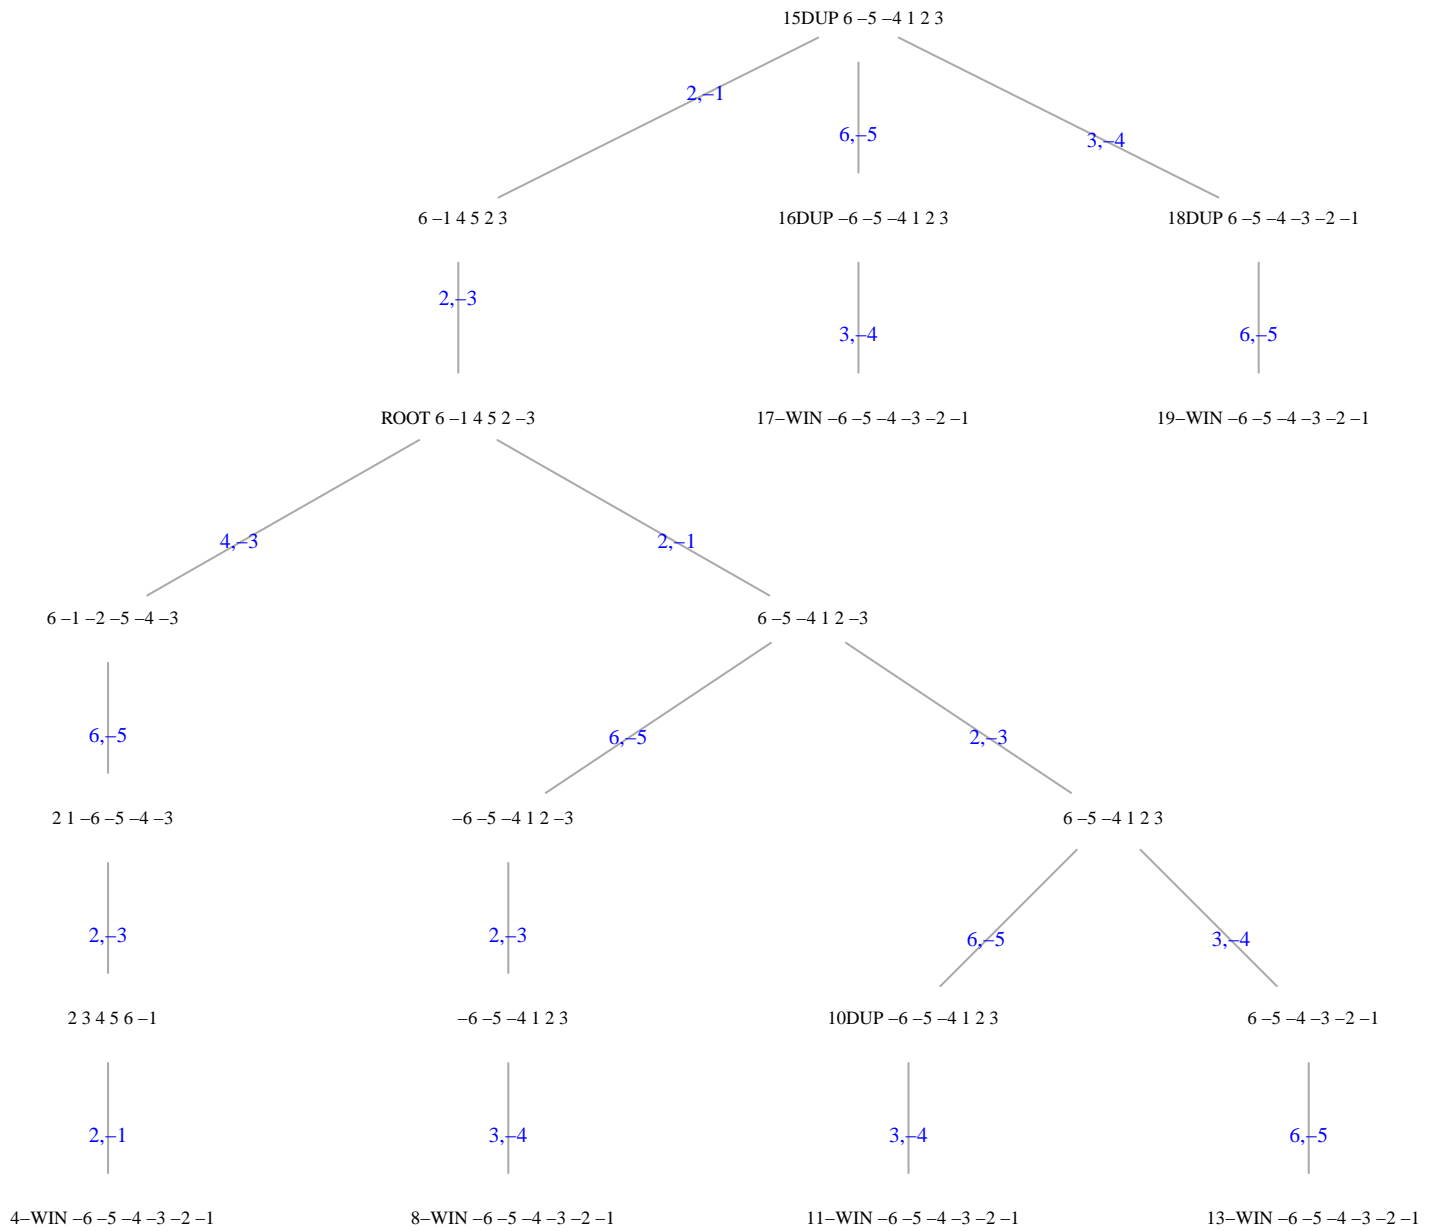 15DUP 6 –5 –4 1 2 3
2,–1
6,–5
3,–4
6 –1 4 5 2 3
16DUP –6 –5 –4 1 2 3
18DUP 6 –5 –4 –3 –2 –1
2,–3
3,–4
6,–5
ROOT 6 –1 4 5 2 –3
17–WIN –6 –5 –4 –3 –2 –1
19–WIN –6 –5 –4 –3 –2 –1
4,–3
2,–1
6 –1 –2 –5 –4 –3
6 –5 –4 1 2 –3
6,–5
6,–5
2,–3
2 1 –6 –5 –4 –3
–6 –5 –4 1 2 –3
6 –5 –4 1 2 3
2,–3
2,–3
6,–5
3,–4
2 3 4 5 6 –1
–6 –5 –4 1 2 3
10DUP –6 –5 –4 1 2 3
6 –5 –4 –3 –2 –1
2,–1
3,–4
3,–4
6,–5
4–WIN –6 –5 –4 –3 –2 –1
8–WIN –6 –5 –4 –3 –2 –1
11–WIN –6 –5 –4 –3 –2 –1
13–WIN –6 –5 –4 –3 –2 –1